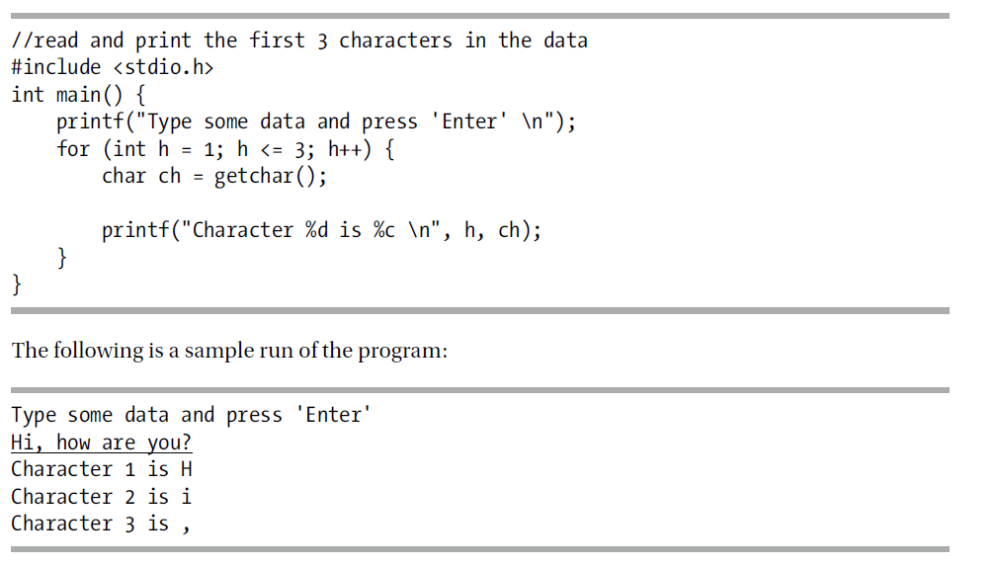 //read and print the first 3 characters in the data
#include <stdio.h>
int main() {
    printf("Type some data and press 'Enter' \n");
    for (int h = 1; h <= 3; h++) {
        char ch = getchar();
        printf("Character %d is %c \n", h, ch);
    }
}
The following is a sample run of the program:
Type some data and press 'Enter'
Hi, how are you?
Character 1 is H
Character 2 is i
Character 3 is ,